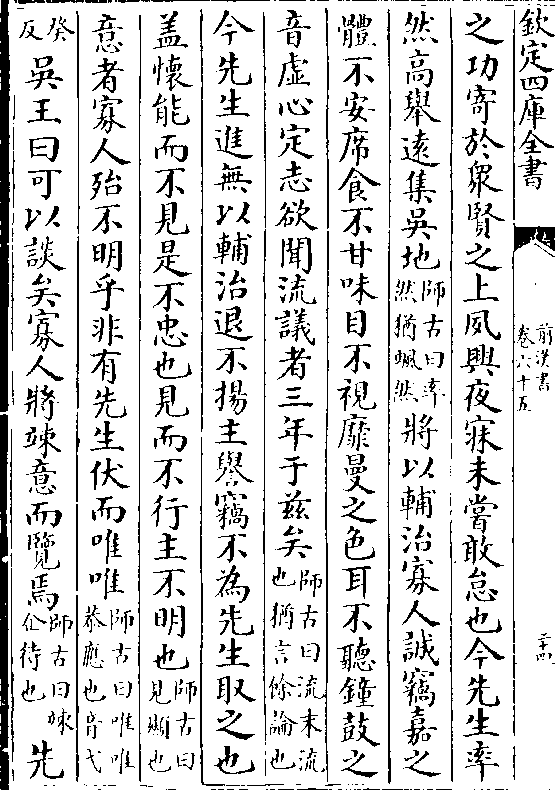 欽定四庫全書
前漢書
卷六十五
二十四
之功寄於衆賢之上夙興夜寐未嘗敢怠也今先生率
然高舉遠集吳地師古曰率然猶飄然將以輔治寡人誠竊嘉之
體不安席食不甘味目不視靡曼之色耳不聽鐘鼓之
音虛心定志欲聞流議者三年于兹矣師古曰流末流也猶言餘論也
今先生進無以輔治退不揚主譽竊不為先生取之也
盖懷能而不見是不忠也見而不行主不明也師古曰見顯也
意者寡人殆不明乎非有先生伏而唯唯師古曰唯唯恭應也音弋
癸反吳王曰可以談矣寡人將竦意而覽焉師古曰竦企待也先